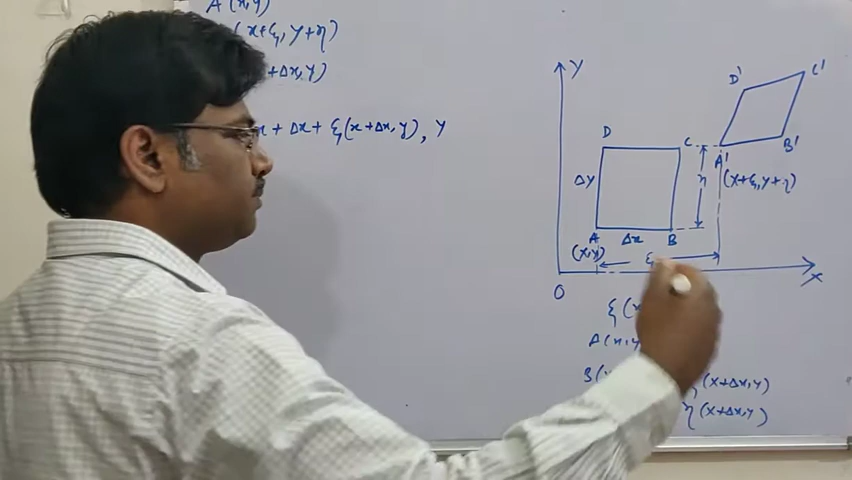 A (x,y)
(x+ξ, y+η)
+Δx, y)
x + Δx + ξ(x+Δx, y), y
Y
D' C'
D C A' B'
Δy η (x+ξ, y+η)
A Δx B
(x,y) ξ
O X
ξ(x
A(x,y
B(
(x+Δx,y)
η(x+Δx,y)